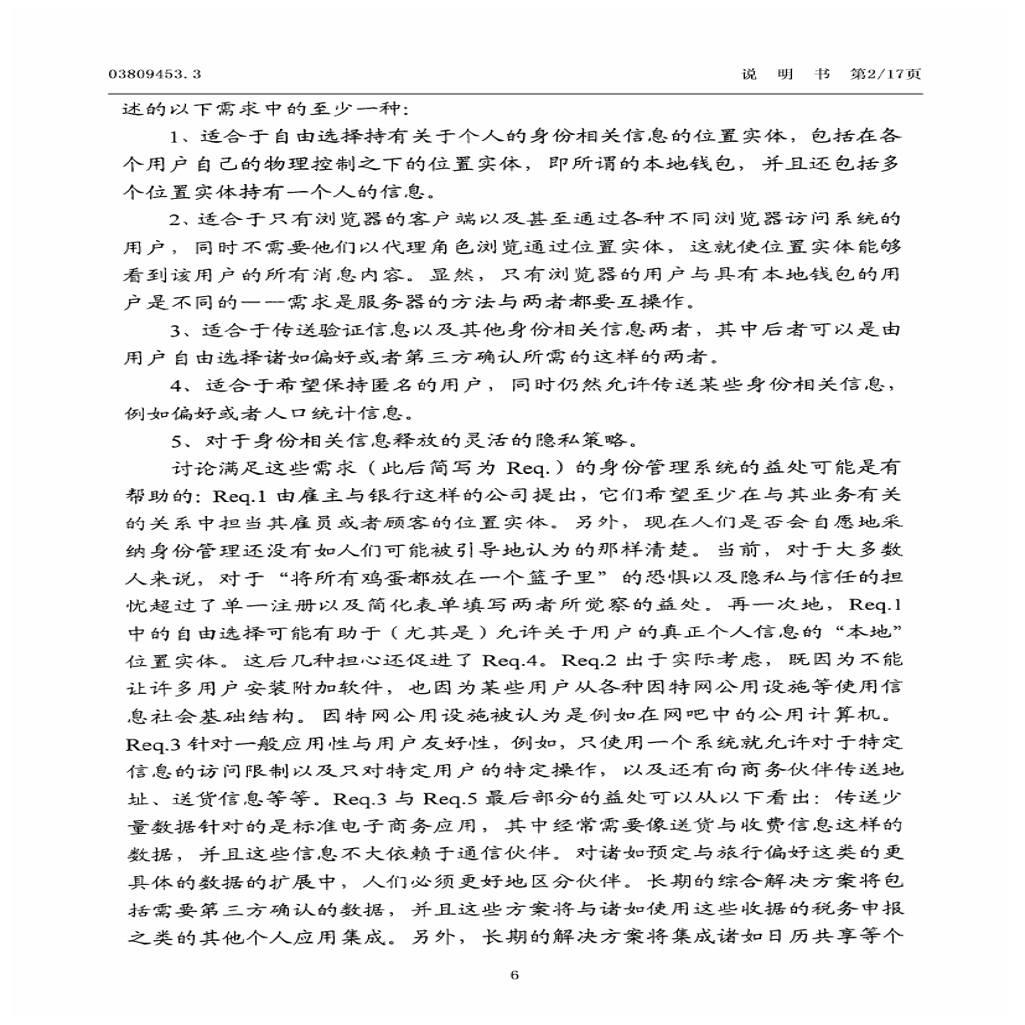 03809453.3
说 明 书 第2/17页
述的以下需求中的至少一种：
1、适合于自由选择持有关于个人的身份相关信息的位置实体，包括在各
个用户自己的物理控制之下的位置实体，即所谓的本地钱包，并且还包括多
个位置实体持有一个人的信息。
2、适合于只有浏览器的客户端以及甚至通过各种不同浏览器访问系统的
用户，同时不需要他们以代理角色浏览通过位置实体，这就使位置实体能够
看到该用户的所有消息内容。显然，只有浏览器的用户与具有本地钱包的用
户是不同的——需求是服务器的方法与两者都要互操作。
3、适合于传送验证信息以及其他身份相关信息两者，其中后者可以是由
用户自由选择诸如偏好或者第三方确认所需的这样的两者。
4、适合于希望保持匿名的用户，同时仍然允许传送某些身份相关信息，
例如偏好或者人口统计信息。
5、对于身份相关信息释放的灵活的隐私策略。
讨论满足这些需求（此后简写为 Req.）的身份管理系统的益处可能是有
帮助的：Req.1 由雇主与银行这样的公司提出，它们希望至少在与其业务有关
的关系中担当其雇员或者顾客的位置实体。另外，现在人们是否会自愿地采
纳身份管理还没有如人们可能被引导地认为的那样清楚。当前，对于大多数
人来说，对于“将所有鸡蛋都放在一个篮子里”的恐惧以及隐私与信任的担
忧超过了单一注册以及简化表单填写两者所觉察的益处。再一次地，Req.1
中的自由选择可能有助于（尤其是）允许关于用户的真正个人信息的“本地”
位置实体。这后几种担心还促进了 Req.4。Req.2 出于实际考虑，既因为不能
让许多用户安装附加软件，也因为某些用户从各种因特网公用设施等使用信
息社会基础结构。因特网公用设施被认为是例如在网吧中的公用计算机。
Req.3 针对一般应用性与用户友好性，例如，只使用一个系统就允许对于特定
信息的访问限制以及只对特定用户的特定操作，以及还有向商务伙伴传送地
址、送货信息等等。Req.3 与 Req.5 最后部分的益处可以从以下看出：传送少
量数据针对的是标准电子商务应用，其中经常需要像送货与收费信息这样的
数据，并且这些信息不大依赖于通信伙伴。对诸如预定与旅行偏好这类的更
具体的数据的扩展中，人们必须更好地区分伙伴。长期的综合解决方案将包
括需要第三方确认的数据，并且这些方案将与诸如使用这些收据的税务申报
之类的其他个人应用集成。另外，长期的解决方案将集成诸如日历共享等个
6